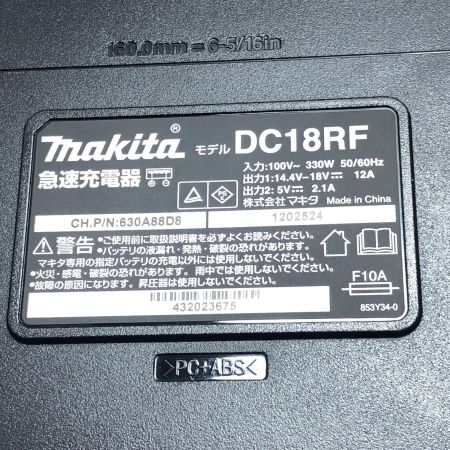 160.0mm = 6-5/16in
makita® モデル DC18RF
急速充電器
入力:100V~ 330W 50/60Hz
出力1:14.4V-18V⎓ 12A
出力2: 5V⎓ 2.1A
株式会社 マキタ Made in China
CH.P/N:630A88D8
1202524
警告 •ご使用前に取扱説明書を必ずよくお読みください。
•バッテリの液漏れ・発熱・破裂の恐れがあります。
マキタ専用の指定バッテリの充電以外には使用しないでください。
•火災・感電・破裂の恐れあり。雨中では使用しないでください。
•故障の原因になります。昇圧器は使用しないでください。
F10A
432023675
853Y34-0
>PC+ABS<